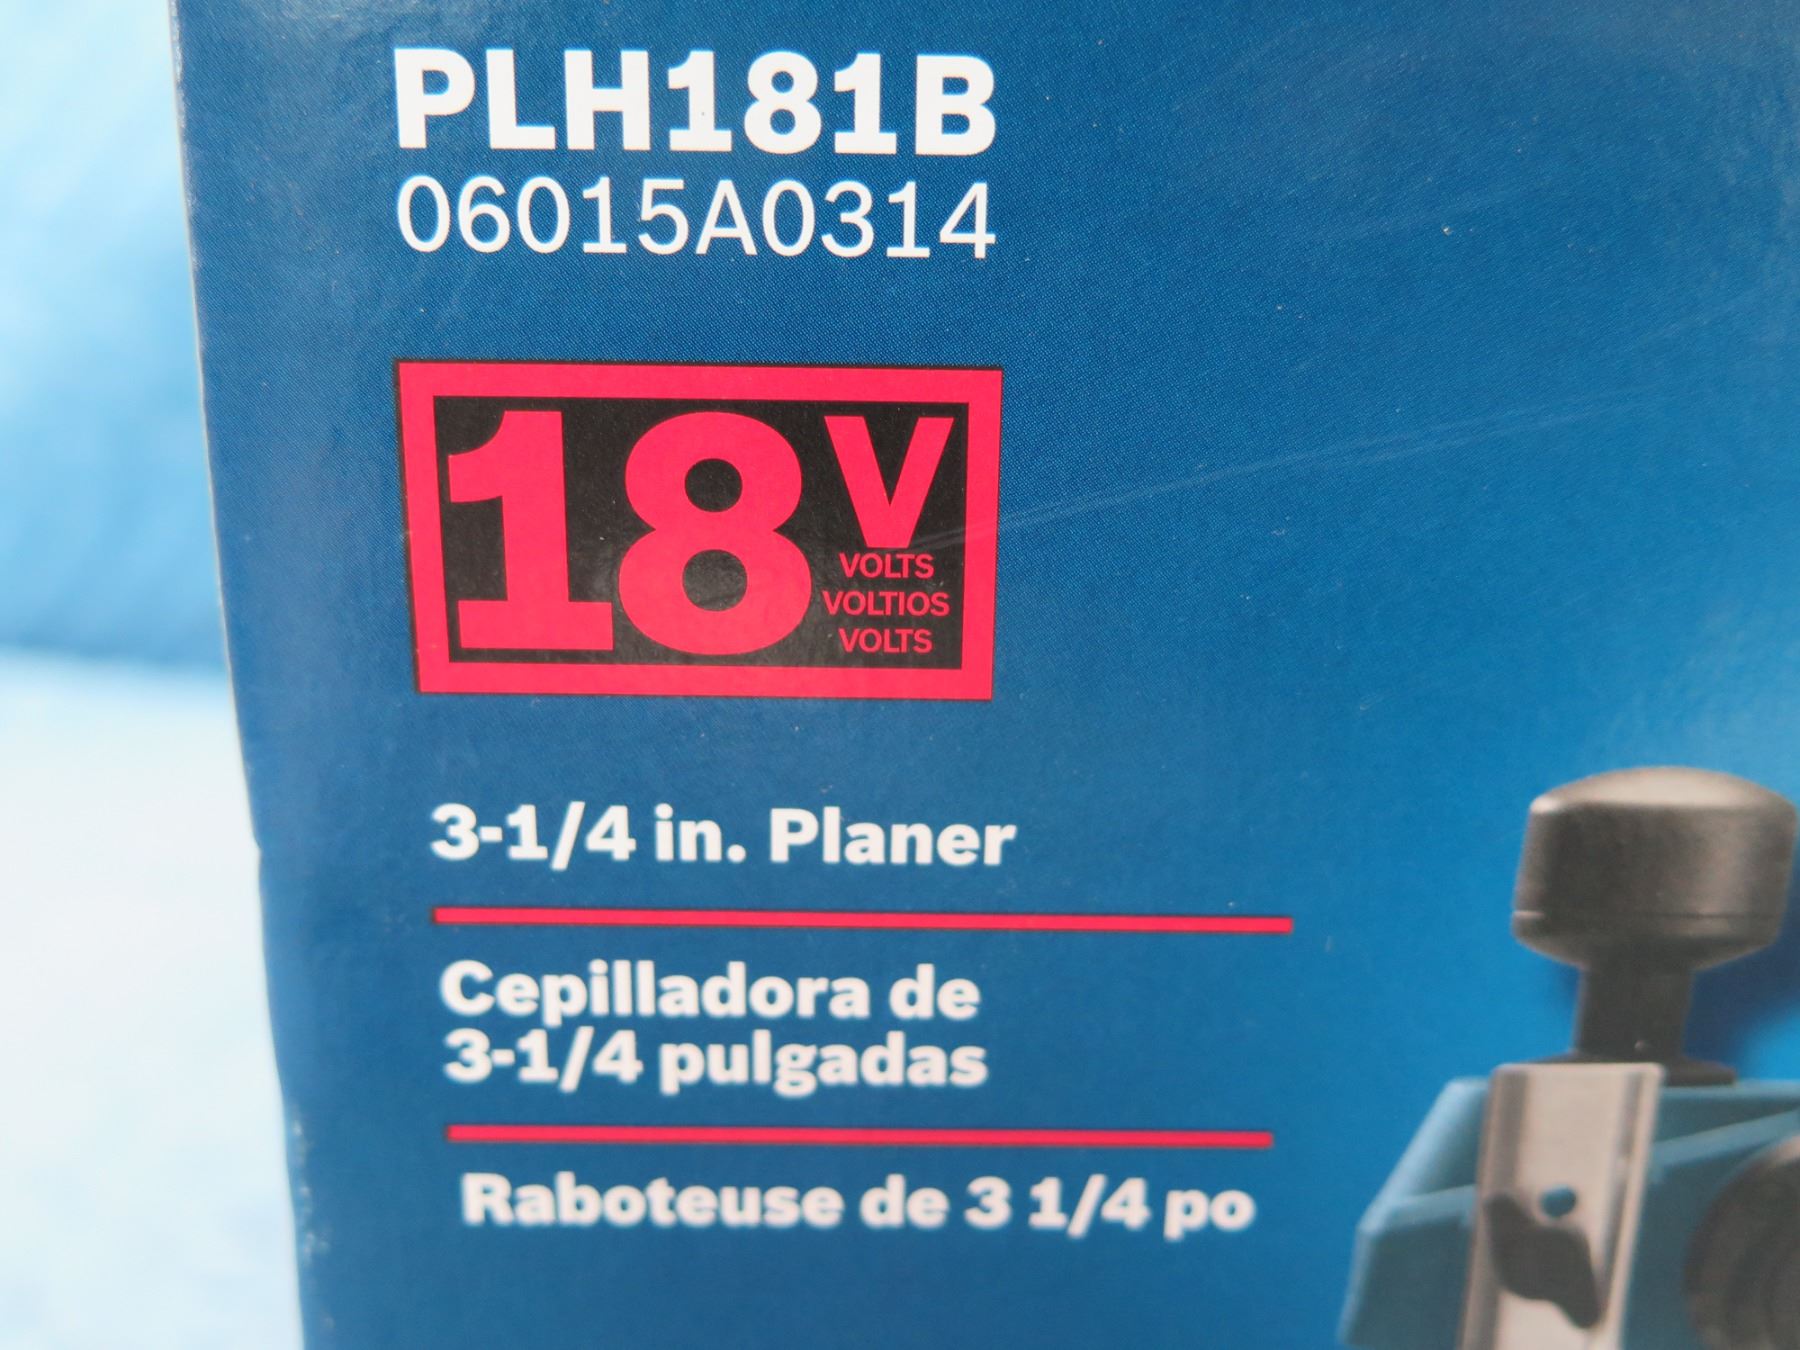 PLH181B
06015A0314
18V
VOLTS
VOLTIOS
VOLTS
3-1/4 in. Planer
Cepilladora de
3-1/4 pulgadas
Raboteuse de 3 1/4 po